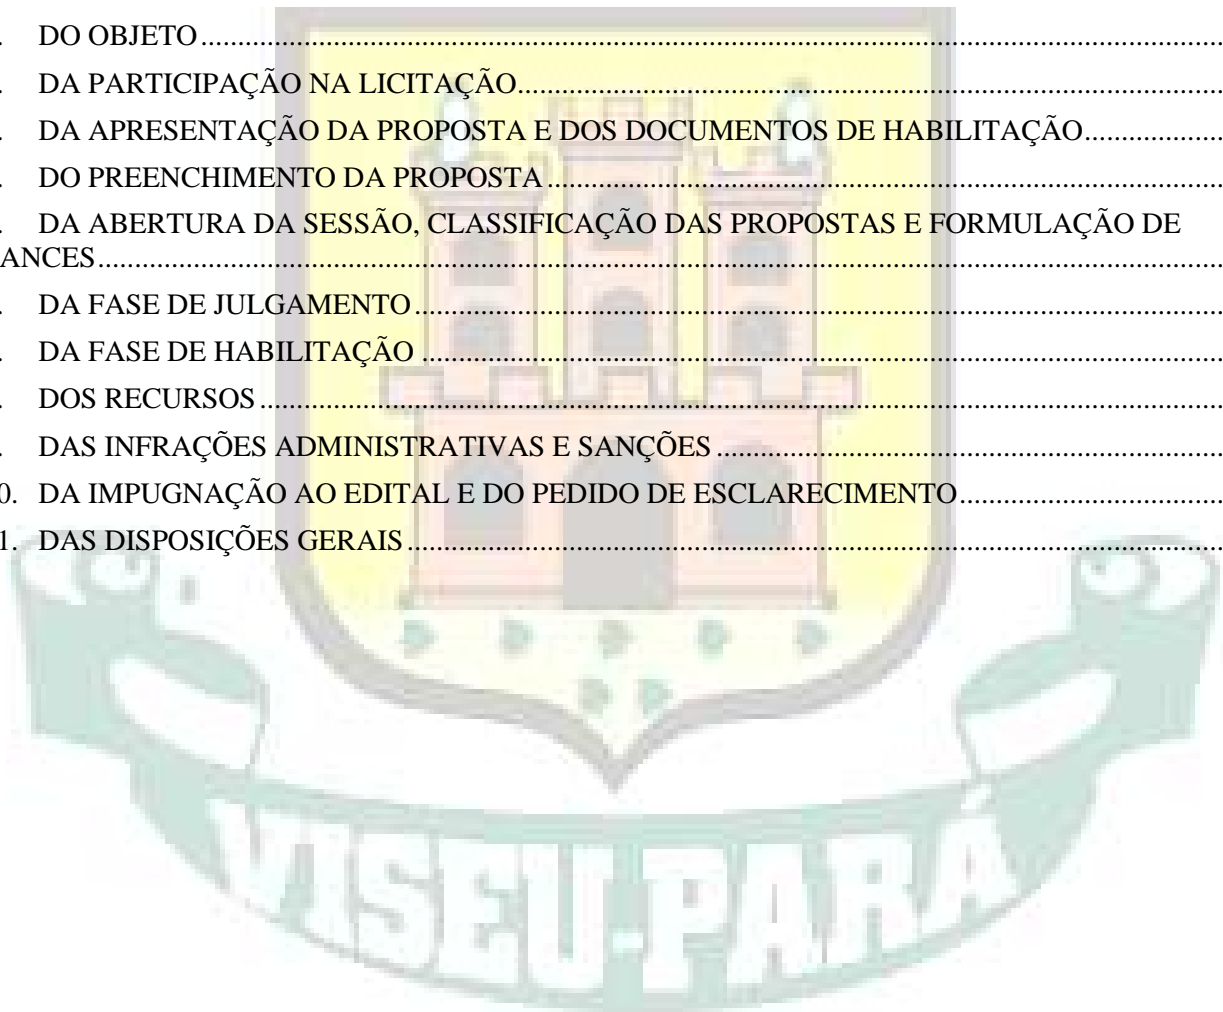 . DO OBJETO
. DA PARTICIPAÇÃO NA LICITAÇÃO
. DA APRESENTAÇÃO DA PROPOSTA E DOS DOCUMENTOS DE HABILITAÇÃO
. DO PREENCHIMENTO DA PROPOSTA
. DA ABERTURA DA SESSÃO, CLASSIFICAÇÃO DAS PROPOSTAS E FORMULAÇÃO DE
ANCES
. DA FASE DE JULGAMENTO
. DA FASE DE HABILITAÇÃO
. DOS RECURSOS
. DAS INFRAÇÕES ADMINISTRATIVAS E SANÇÕES
0. DA IMPUGNAÇÃO AO EDITAL E DO PEDIDO DE ESCLARECIMENTO
1. DAS DISPOSIÇÕES GERAIS
VISEU-PARÁ